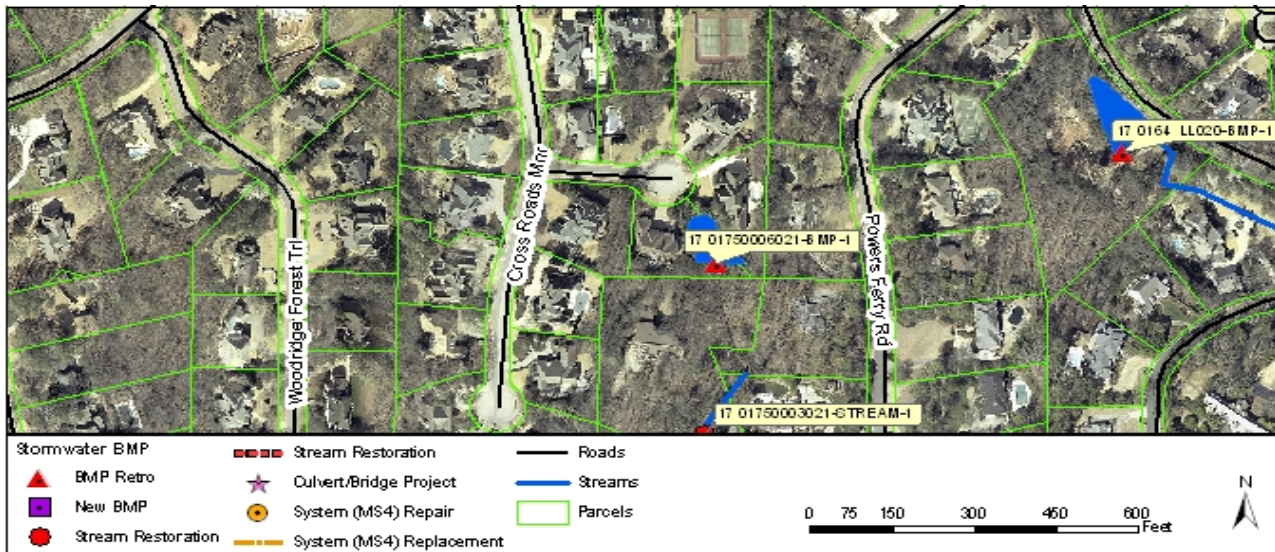 17 0164 LL020-BMP-1
Cross Roads Mnr
Powers Ferry Rd
17 01750006021-BMP-1
Woodridge Forest Trl
17 01750003021-STREAM-1
Stormwater BMP
BMP Retro
New BMP
Stream Restoration
Stream Restoration
Culvert/Bridge Project
System (MS4) Repair
System (MS4) Replacement
Roads
Streams
Parcels
0 75 150 300 450 600
Feet
N